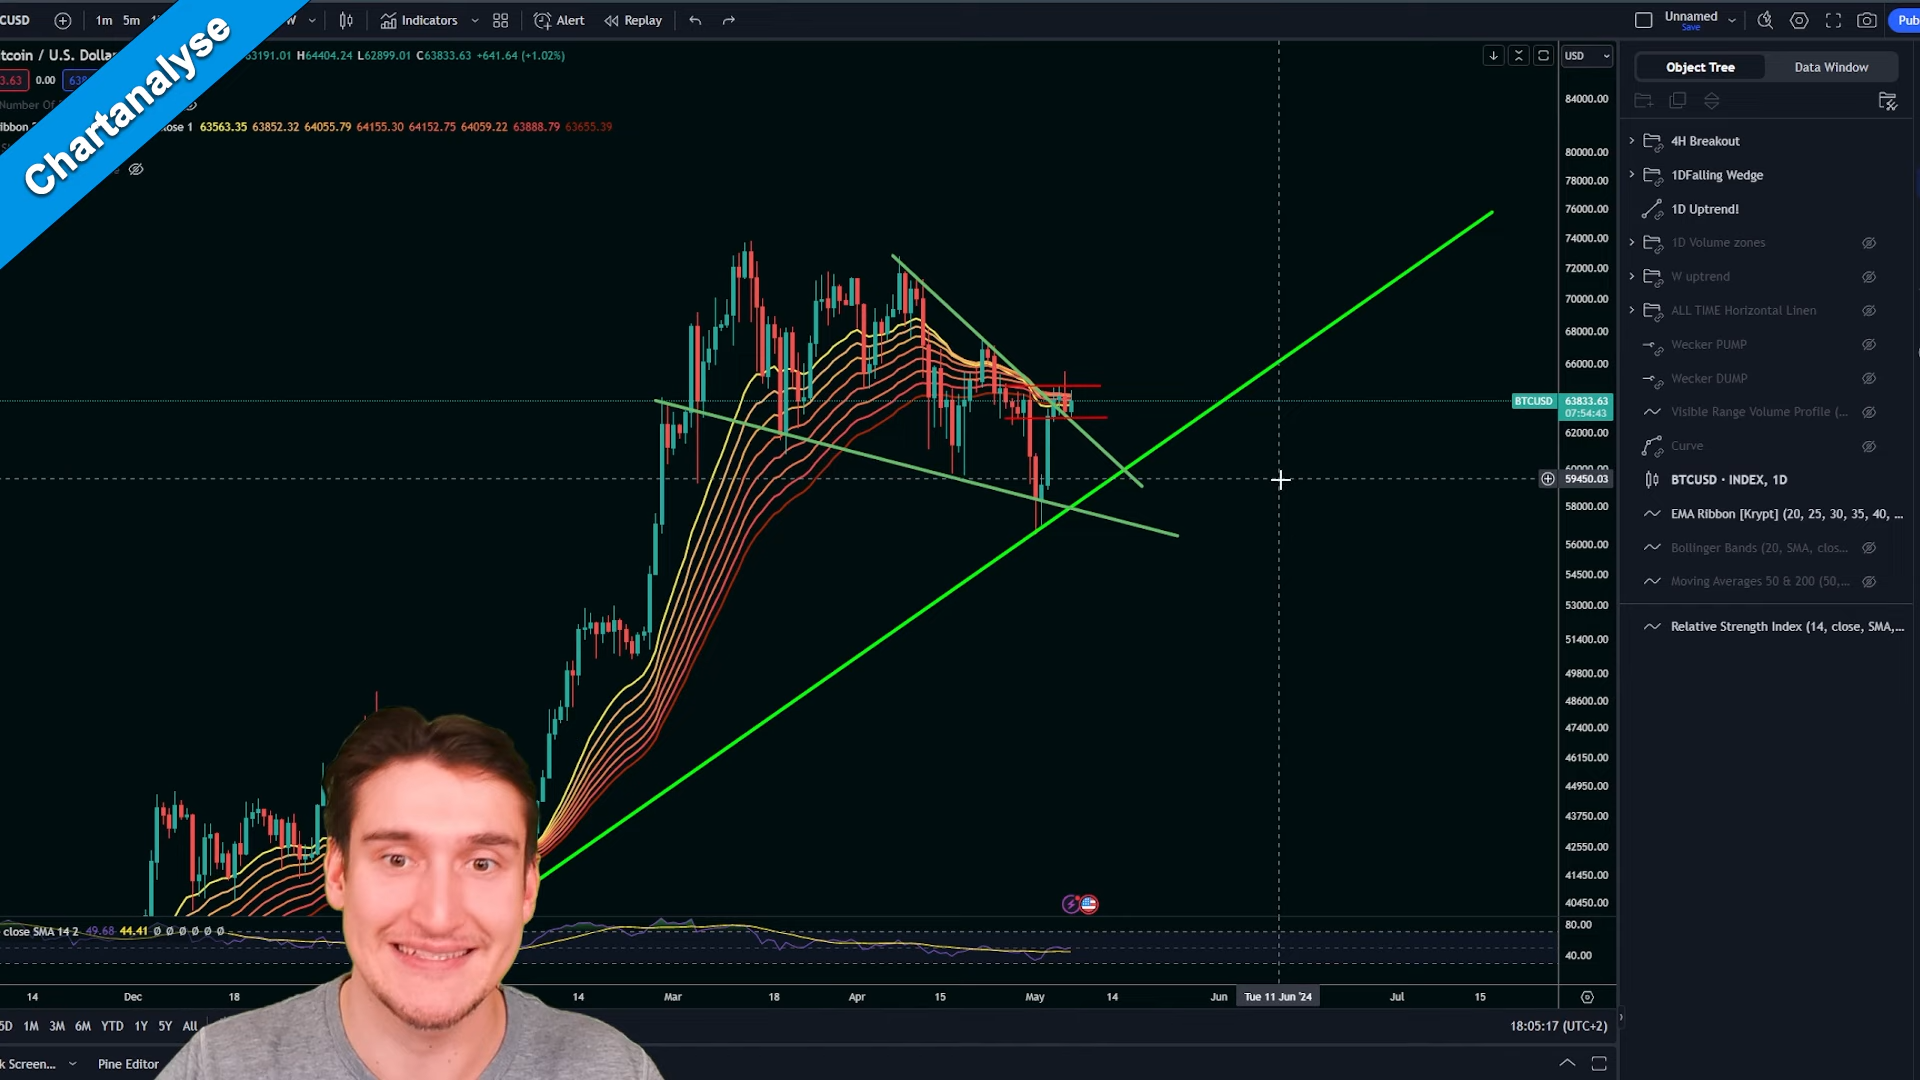 Chartanalyse
CUSD
1m 5m
Indicators
Alert
Replay
Unnamed
Save
Pub
tcoin / U.S. Dolla
63191.01 H64404.24 L62899.01 C63833.63 +641.64 (+1.02%)
3.63 0.00 638
Number Of
ibbon
ose 1 63563.35 63852.32 64055.79 64155.30 64152.75 64059.22 63888.79 63655.39
USD
84000.00
80000.00
78000.00
76000.00
74000.00
72000.00
70000.00
68000.00
66000.00
BTCUSD 63833.63
07:54:43
62000.00
60000.00
59450.03
58000.00
56000.00
54500.00
53000.00
51400.00
49800.00
48600.00
47400.00
46150.00
44950.00
43750.00
42550.00
41450.00
40450.00
80.00
40.00
close SMA 14 2 49.68 44.41 Ø Ø Ø Ø Ø Ø
14 Dec 18 14 Mar 18 Apr 15 May 14 Jun Tue 11 Jun '24 Jul 15
5D 1M 3M 6M YTD 1Y 5Y All
18:05:17 (UTC+2)
k Screen... Pine Editor
Object Tree Data Window
4H Breakout
1DFalling Wedge
1D Uptrend!
1D Volume zones
W uptrend
ALL TIME Horizontal Linen
Wecker PUMP
Wecker DUMP
Visible Range Volume Profile (...
Curve
BTCUSD · INDEX, 1D
EMA Ribbon [Krypt] (20, 25, 30, 35, 40, ...
Bollinger Bands (20, SMA, clos...
Moving Averages 50 & 200 (50,...
Relative Strength Index (14, close, SMA,...